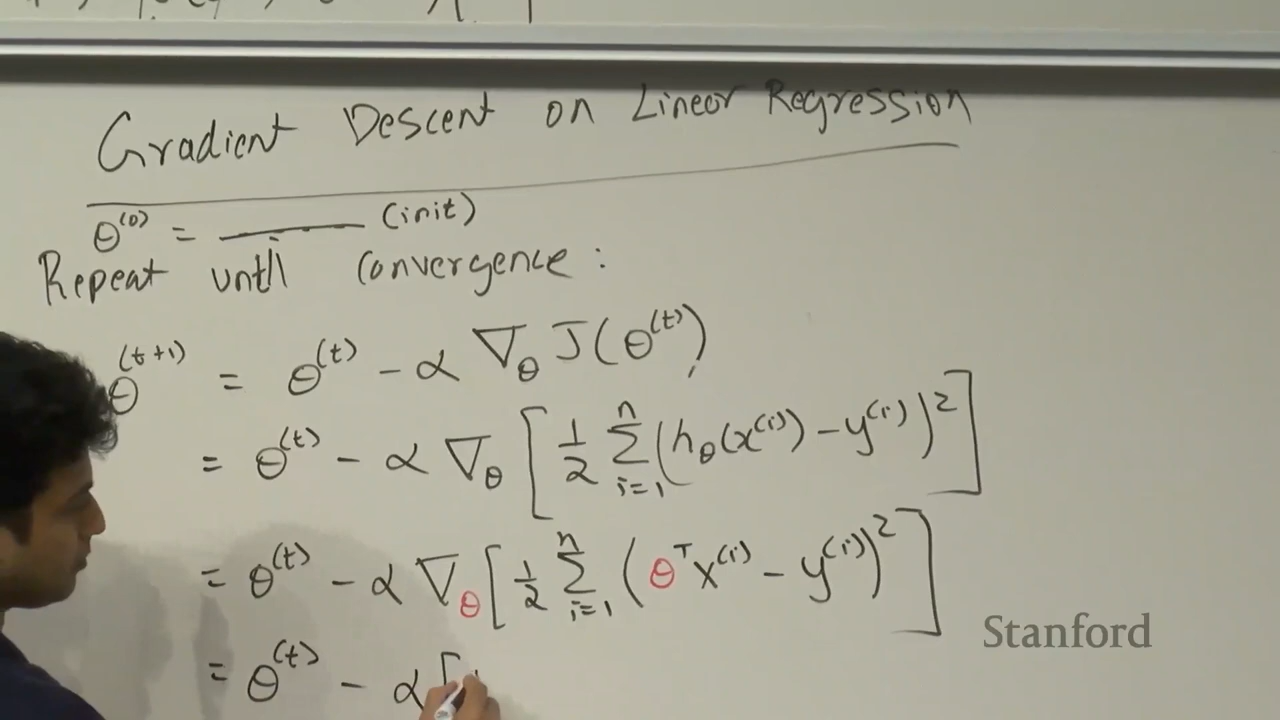 Gradient Descent on Linear Regression
θ^(0) = ______ (init)
Repeat until convergence :
θ^(t+1) = θ^(t) - α ∇_θ J(θ^(t))
= θ^(t) - α ∇_θ [ 1/2 Σ_{i=1}^{n} (h_θ(x^(i)) - y^(i))^2 ]
= θ^(t) - α ∇_θ [ 1/2 Σ_{i=1}^{n} (θ^T x^(i) - y^(i))^2 ]
= θ^(t) - α [
Stanford